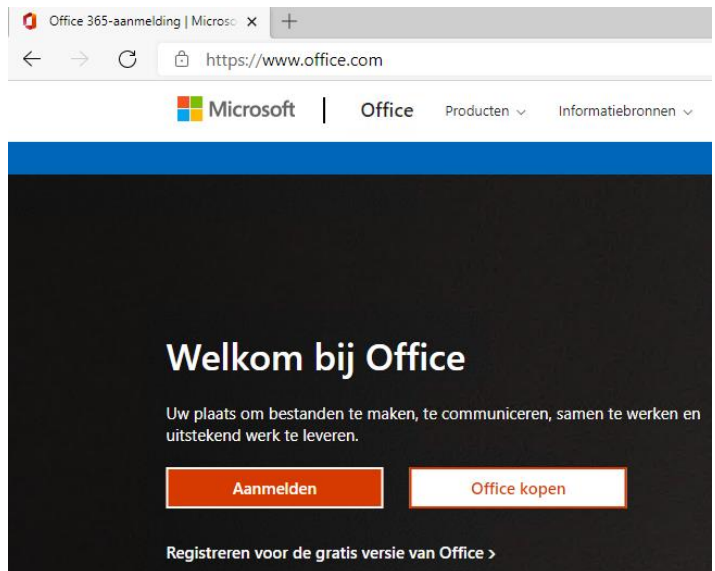 Office 365-aanmelding | Microso
https://www.office.com
Microsoft | Office Producten Informatiebronnen
Welkom bij Office
Uw plaats om bestanden te maken, te communiceren, samen te werken en
uitstekend werk te leveren.
Aanmelden Office kopen
Registreren voor de gratis versie van Office >